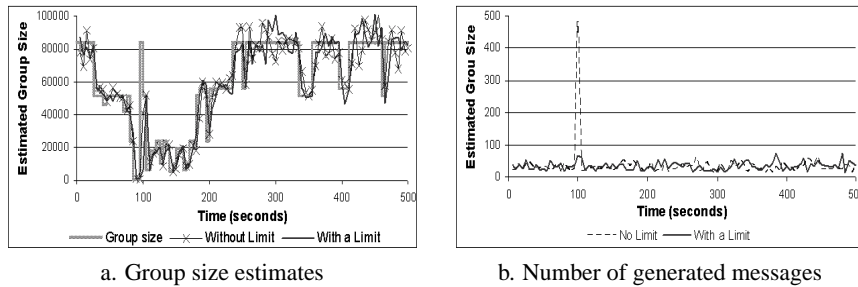 Estimated Group Size
100000
80000
60000
40000
20000
0
0 100 200 300 400 500
Time (seconds)
Group size Without Limit With a Limit
a. Group size estimates
Estimated Grou Size
500
400
300
200
100
0
0 100 200 300 400 500
Time (seconds)
No Limit With a Limit
b. Number of generated messages